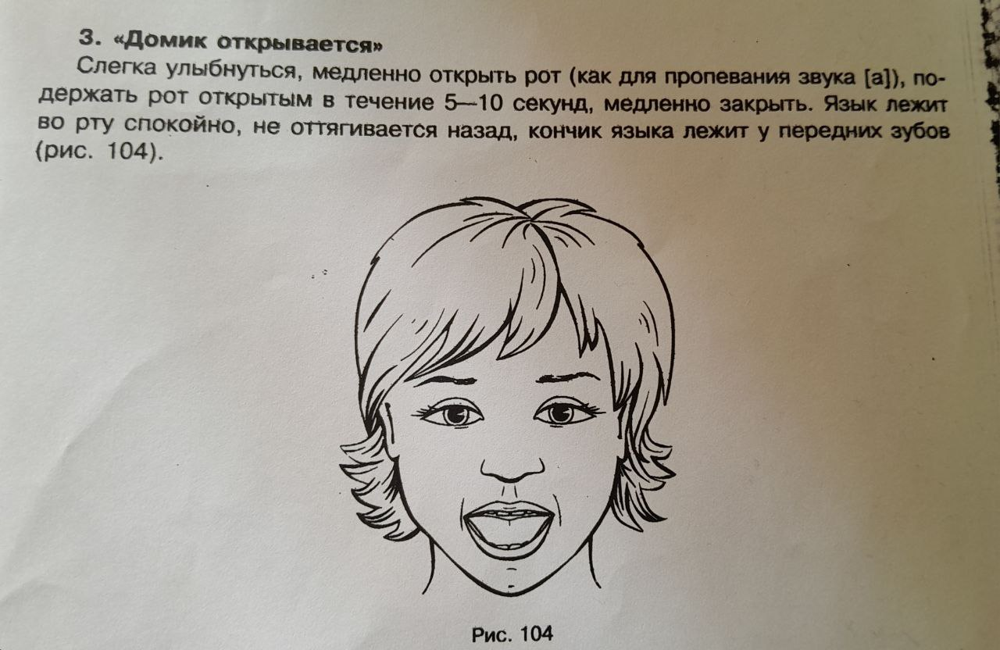 3. «Домик открывается»
Слегка улыбнуться, медленно открыть рот (как для пропевания звука [а]), по-
держать рот открытым в течение 5—10 секунд, медленно закрыть. Язык лежит
во рту спокойно, не оттягивается назад, кончик языка лежит у передних зубов
(рис. 104).
Рис. 104